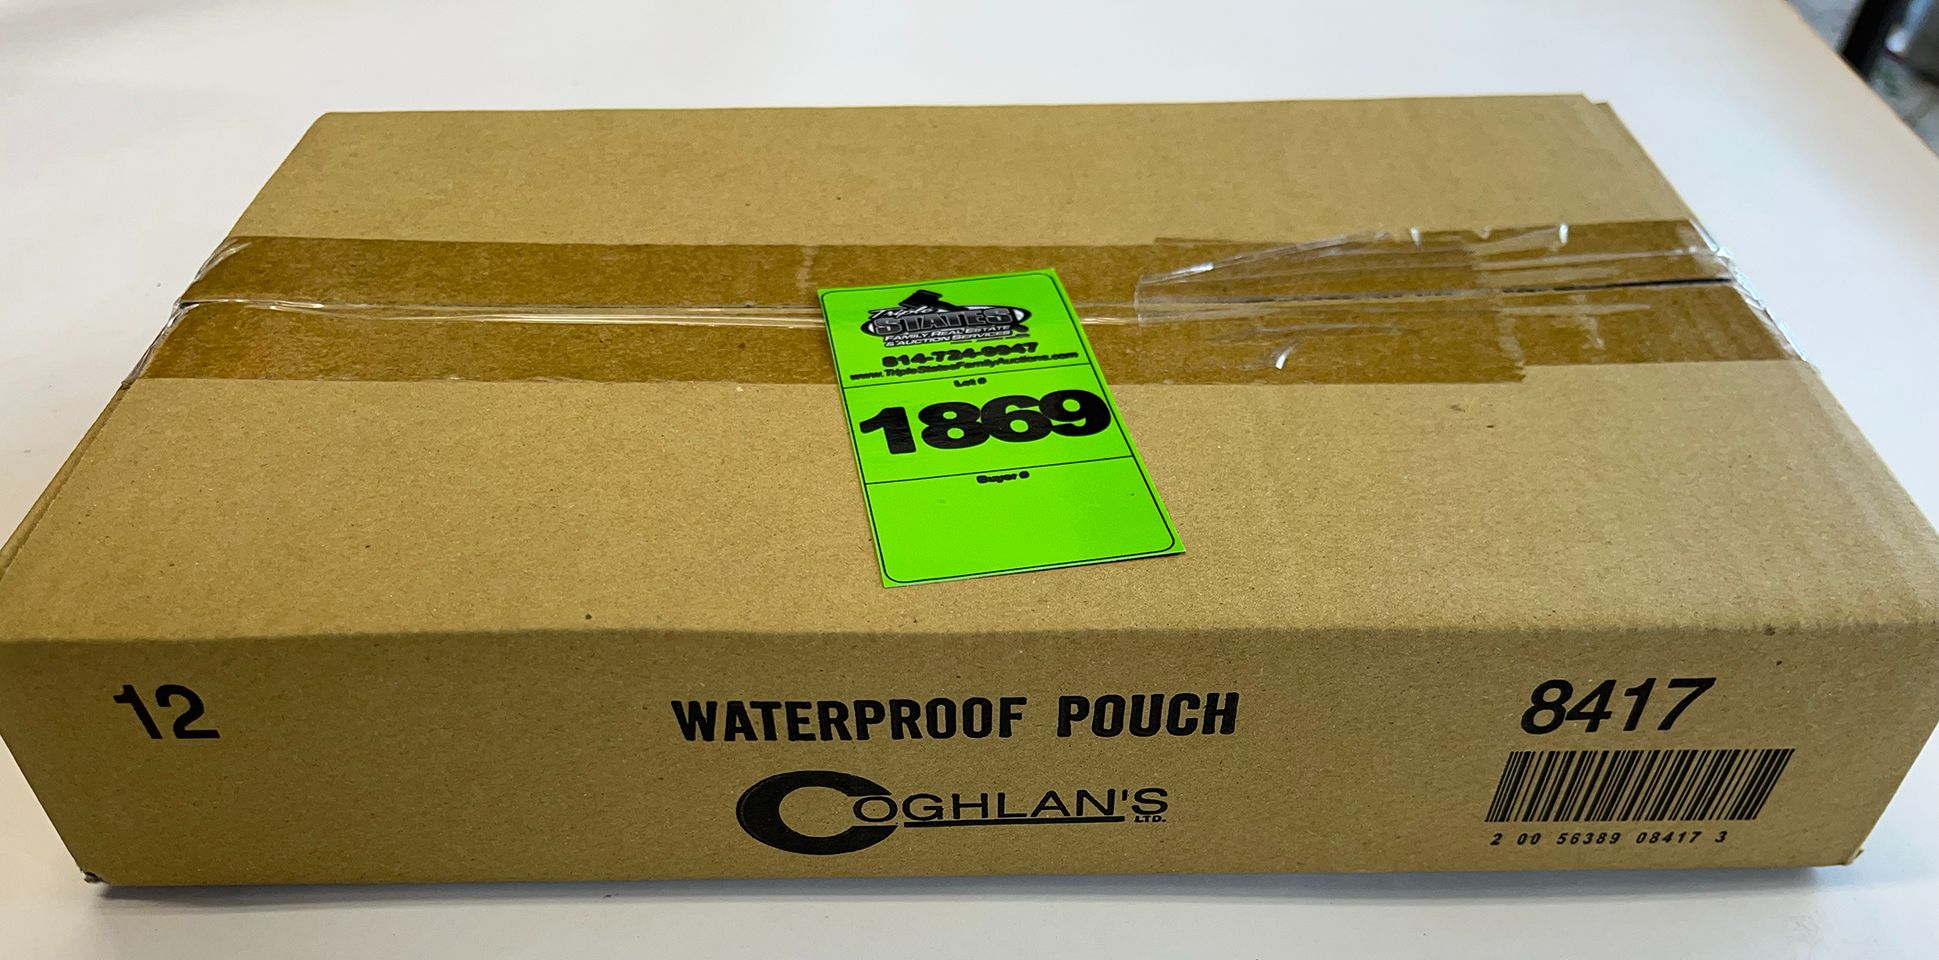 Triple
STATES
FAMILY REAL ESTATE
& AUCTION SERVICES
814-724-9947
www.TripleStatesFamilyAuctions.com
Lot #
1869
Buyer #
12
WATERPROOF POUCH
8417
COGHLAN'S
LTD.
2 00 56389 08417 3